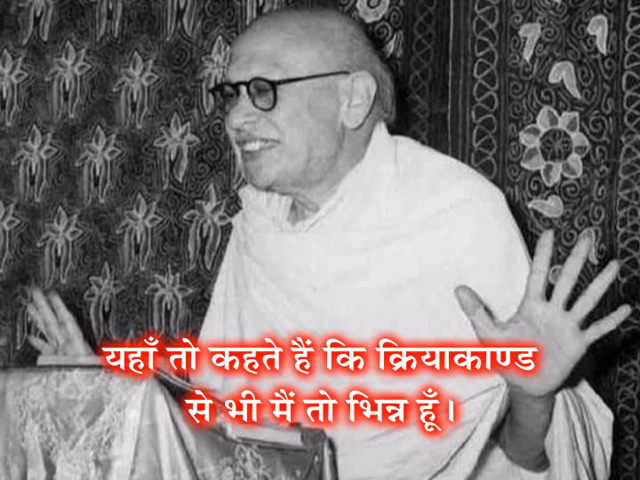 यहाँ तो कहते हैं कि क्रियाकाण्ड
से भी मैं तो भिन्न हूँ।